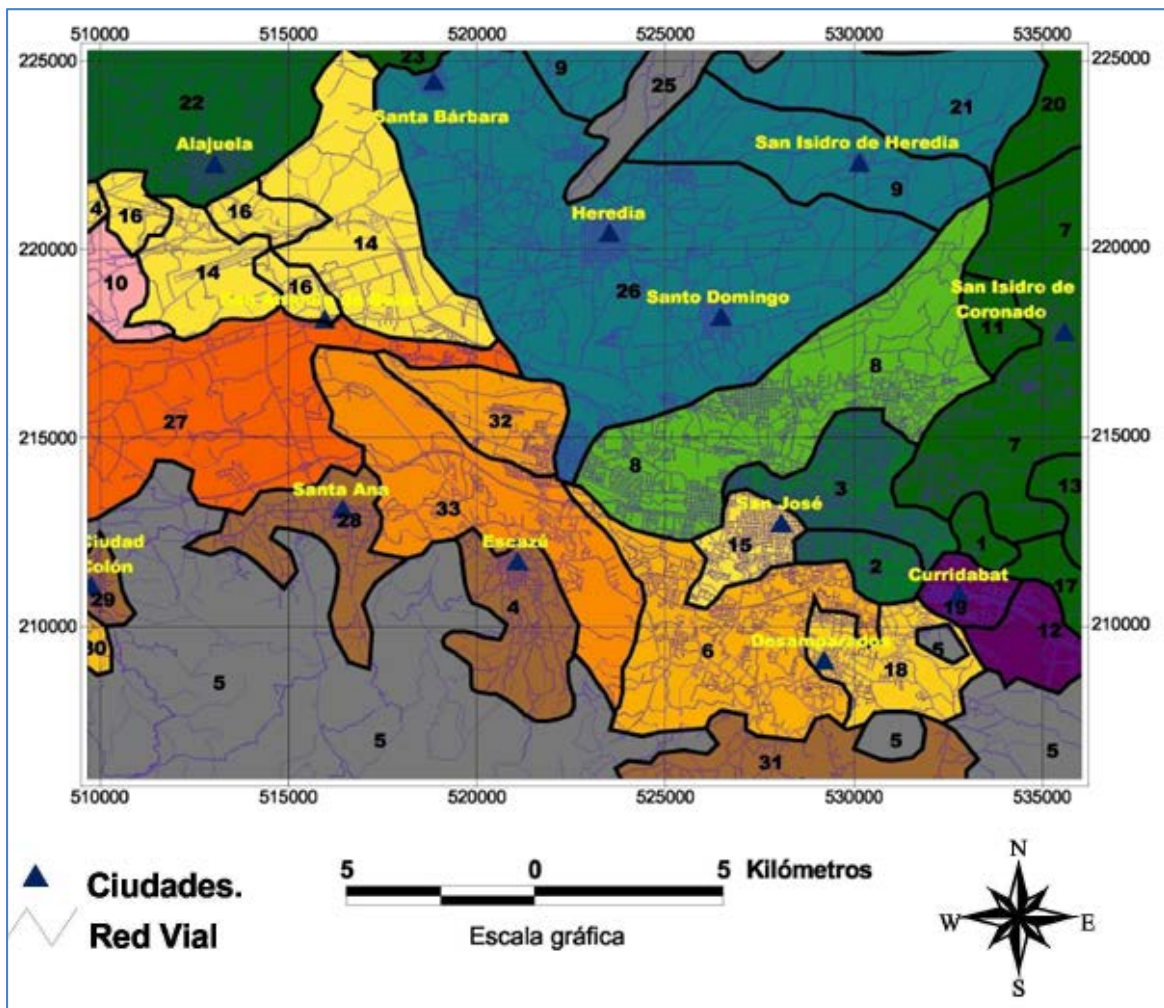 510000 515000 520000 525000 530000 535000
225000 225000
23
9
25
22
21
20
Santa Bárbara
Alajuela
San Isidro de Heredia
4 16 16
9
Heredia
7
220000 220000
14
10 14
16
26
Santo Domingo
San Isidro de
Coronado
11
8
32
27
215000 215000
8
7
13
3
Santa Ana
San José
28
33
Ciudad
Colón
Escazú
15
1
2
Curridabat
17
29
4
19
12
210000 210000
30
6
Desamparados
5
18
5
5
5
5
31
510000 515000 520000 525000 530000 535000
Ciudades.
Red Vial
5 0 5 Kilómetros
Escala gráfica
N
W E
S